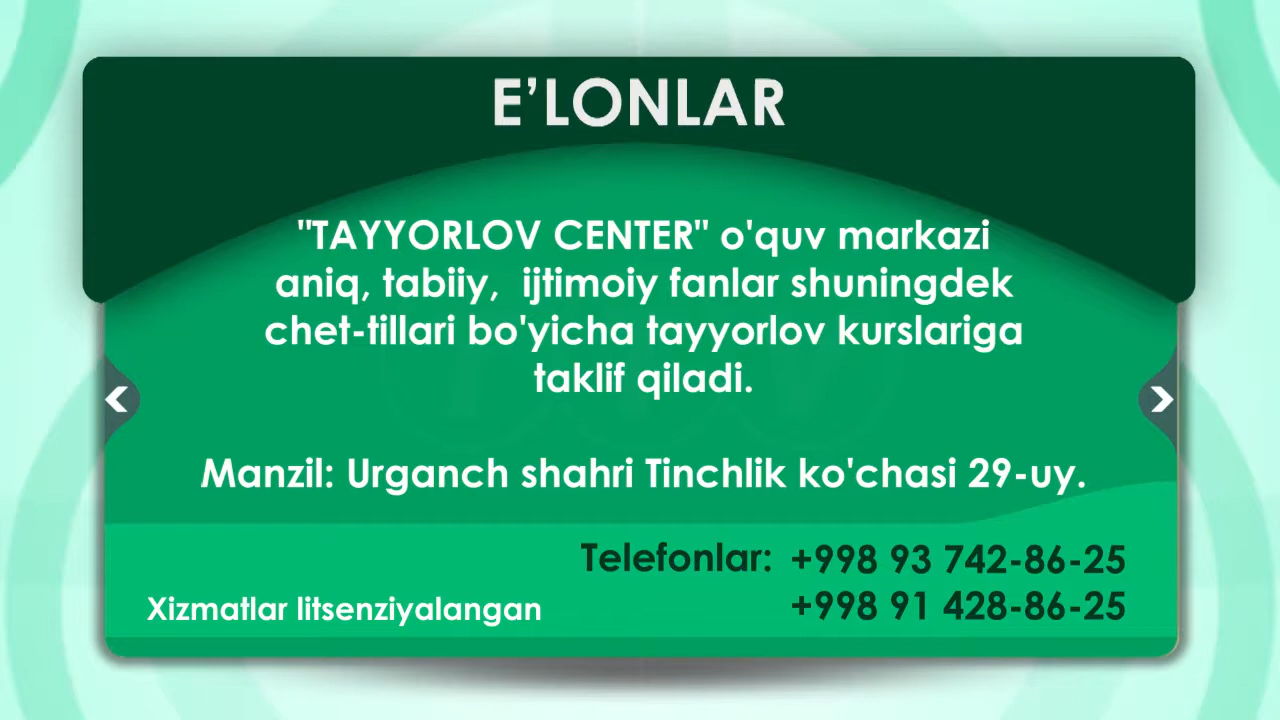 E’LONLAR
"TAYYORLOV CENTER" o'quv markazi
aniq, tabiiy,  ijtimoiy fanlar shuningdek
chet-tillari bo'yicha tayyorlov kurslariga
taklif qiladi.
Manzil: Urganch shahri Tinchlik ko'chasi 29-uy.
Telefonlar: +998 93 742-86-25
+998 91 428-86-25
Xizmatlar litsenziyalangan